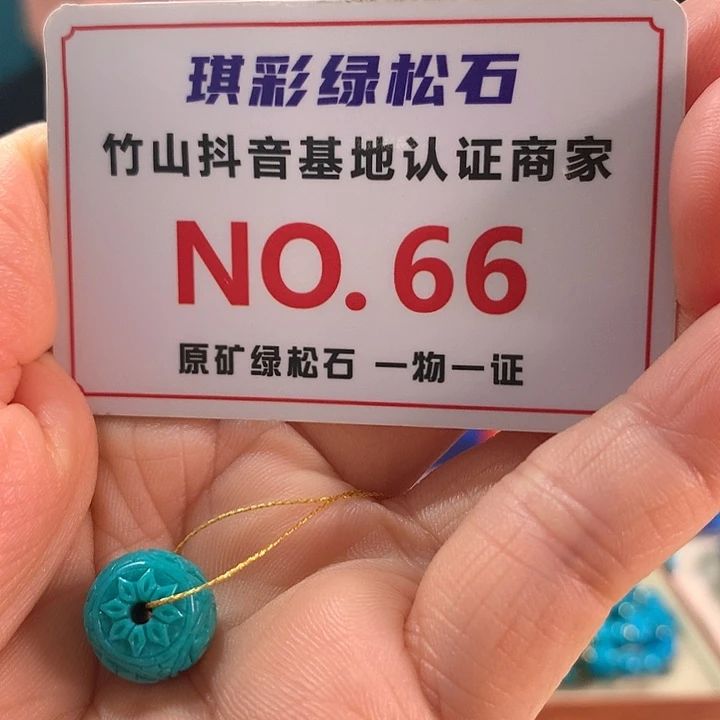 琪彩绿松石
竹山抖音基地认证商家
NO.66
原矿绿松石 一物一证